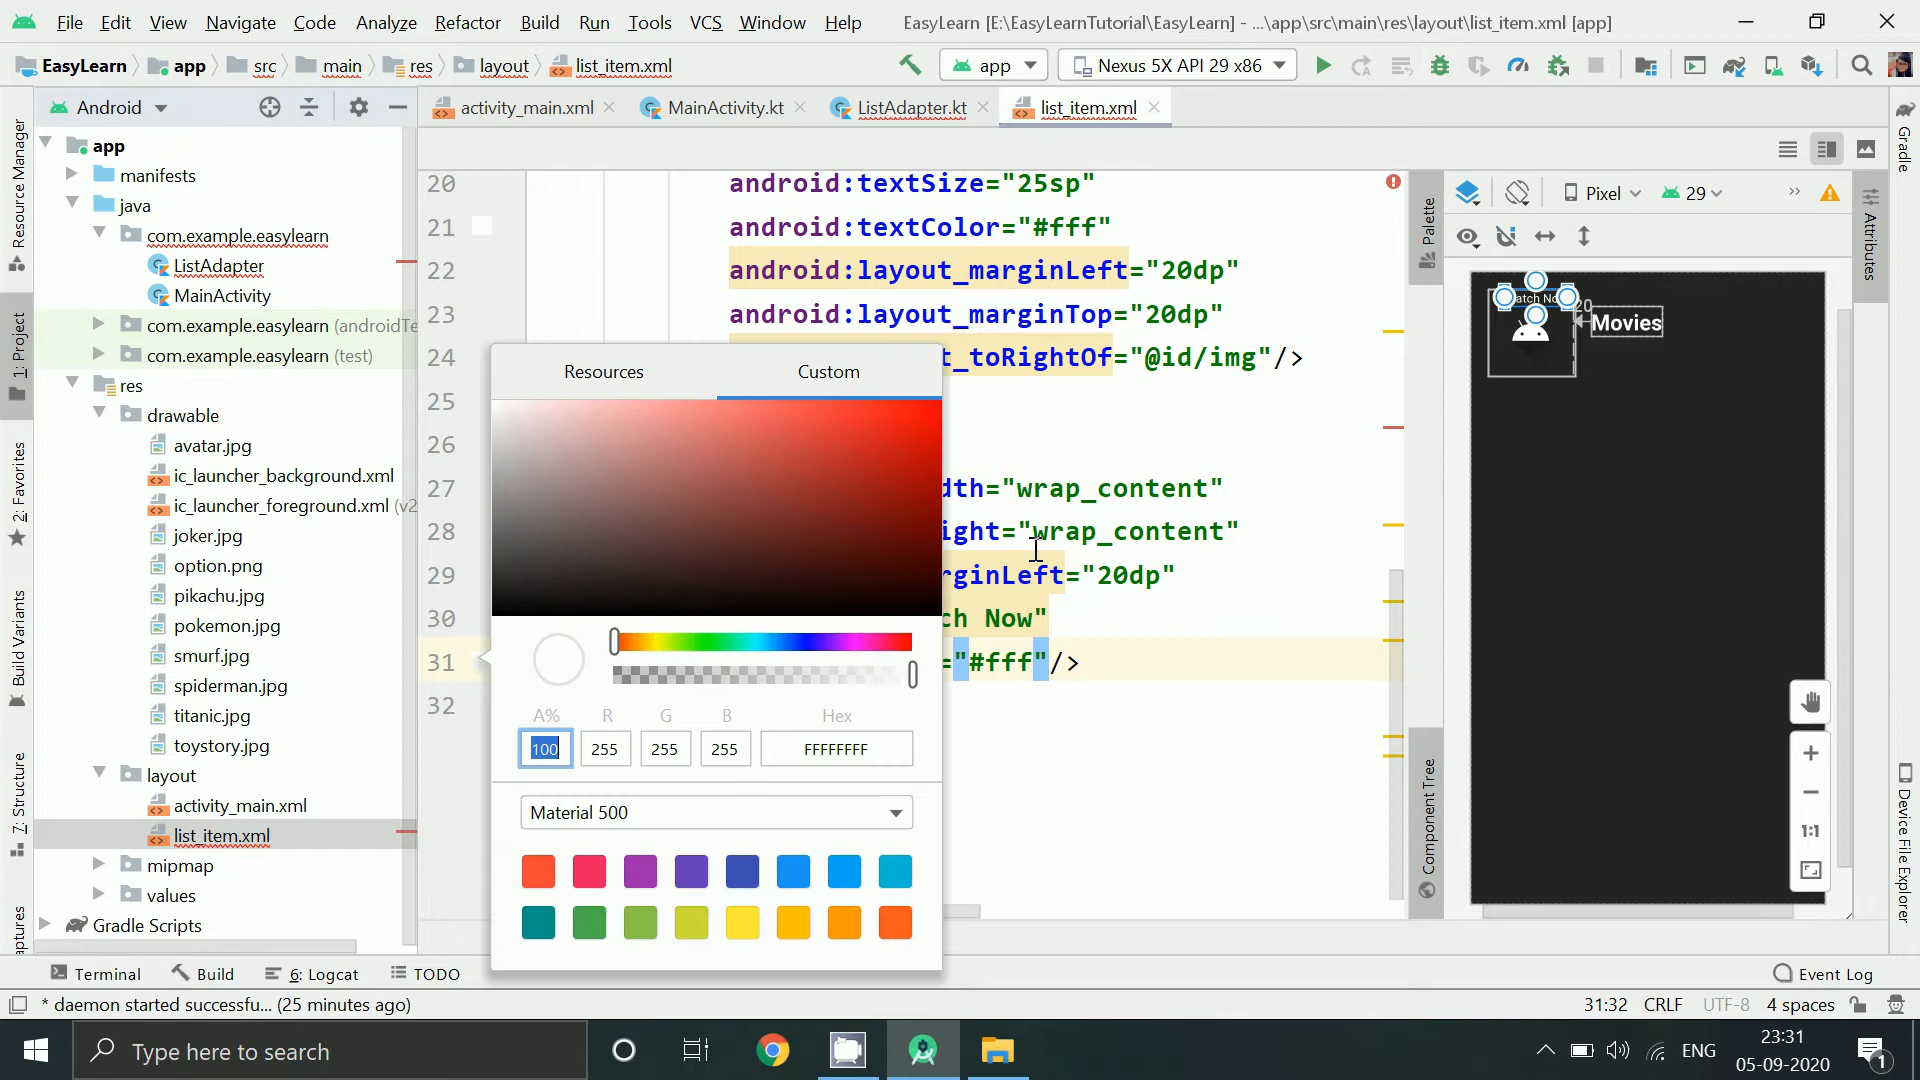 File Edit View Navigate Code Analyze Refactor Build Run Tools VCS Window Help EasyLearn [E:\EasyLearnTutorial\EasyLearn] - ...\app\src\main\res\layout\list_item.xml [app]
EasyLearn app src main res layout list_item.xml app Nexus 5X API 29 x86
Android
activity_main.xml MainActivity.kt ListAdapter.kt list_item.xml
Resource Manager
1: Project
2: Favorites
Build Variants
7: Structure
app
manifests
java
com.example.easylearn
ListAdapter
MainActivity
com.example.easylearn (androidTe
com.example.easylearn (test)
res
drawable
avatar.jpg
ic_launcher_background.xml
ic_launcher_foreground.xml (v2
joker.jpg
option.png
pikachu.jpg
pokemon.jpg
smurf.jpg
spiderman.jpg
titanic.jpg
toystory.jpg
layout
activity_main.xml
list_item.xml
mipmap
values
Gradle Scripts
20 android:textSize="25sp"
21 android:textColor="#fff"
22 android:layout_marginLeft="20dp"
23 android:layout_marginTop="20dp"
24 t_toRightOf="@id/img"/>
25
26
27 dth="wrap_content"
28 ight="wrap_content"
29 rginLeft="20dp"
30 ch Now"
31 ="#fff"/>
32
Resources Custom
A% R G B Hex
100 255 255 255 FFFFFFFF
Material 500
Palette
Component Tree
Pixel 29
atch No
20
Movies
1:1
Gradle
Attributes
Device File Explorer
Terminal Build 6: Logcat TODO Event Log
* daemon started successfu... (25 minutes ago) 31:32 CRLF UTF-8 4 spaces
Type here to search
ENG
23:31
05-09-2020
1